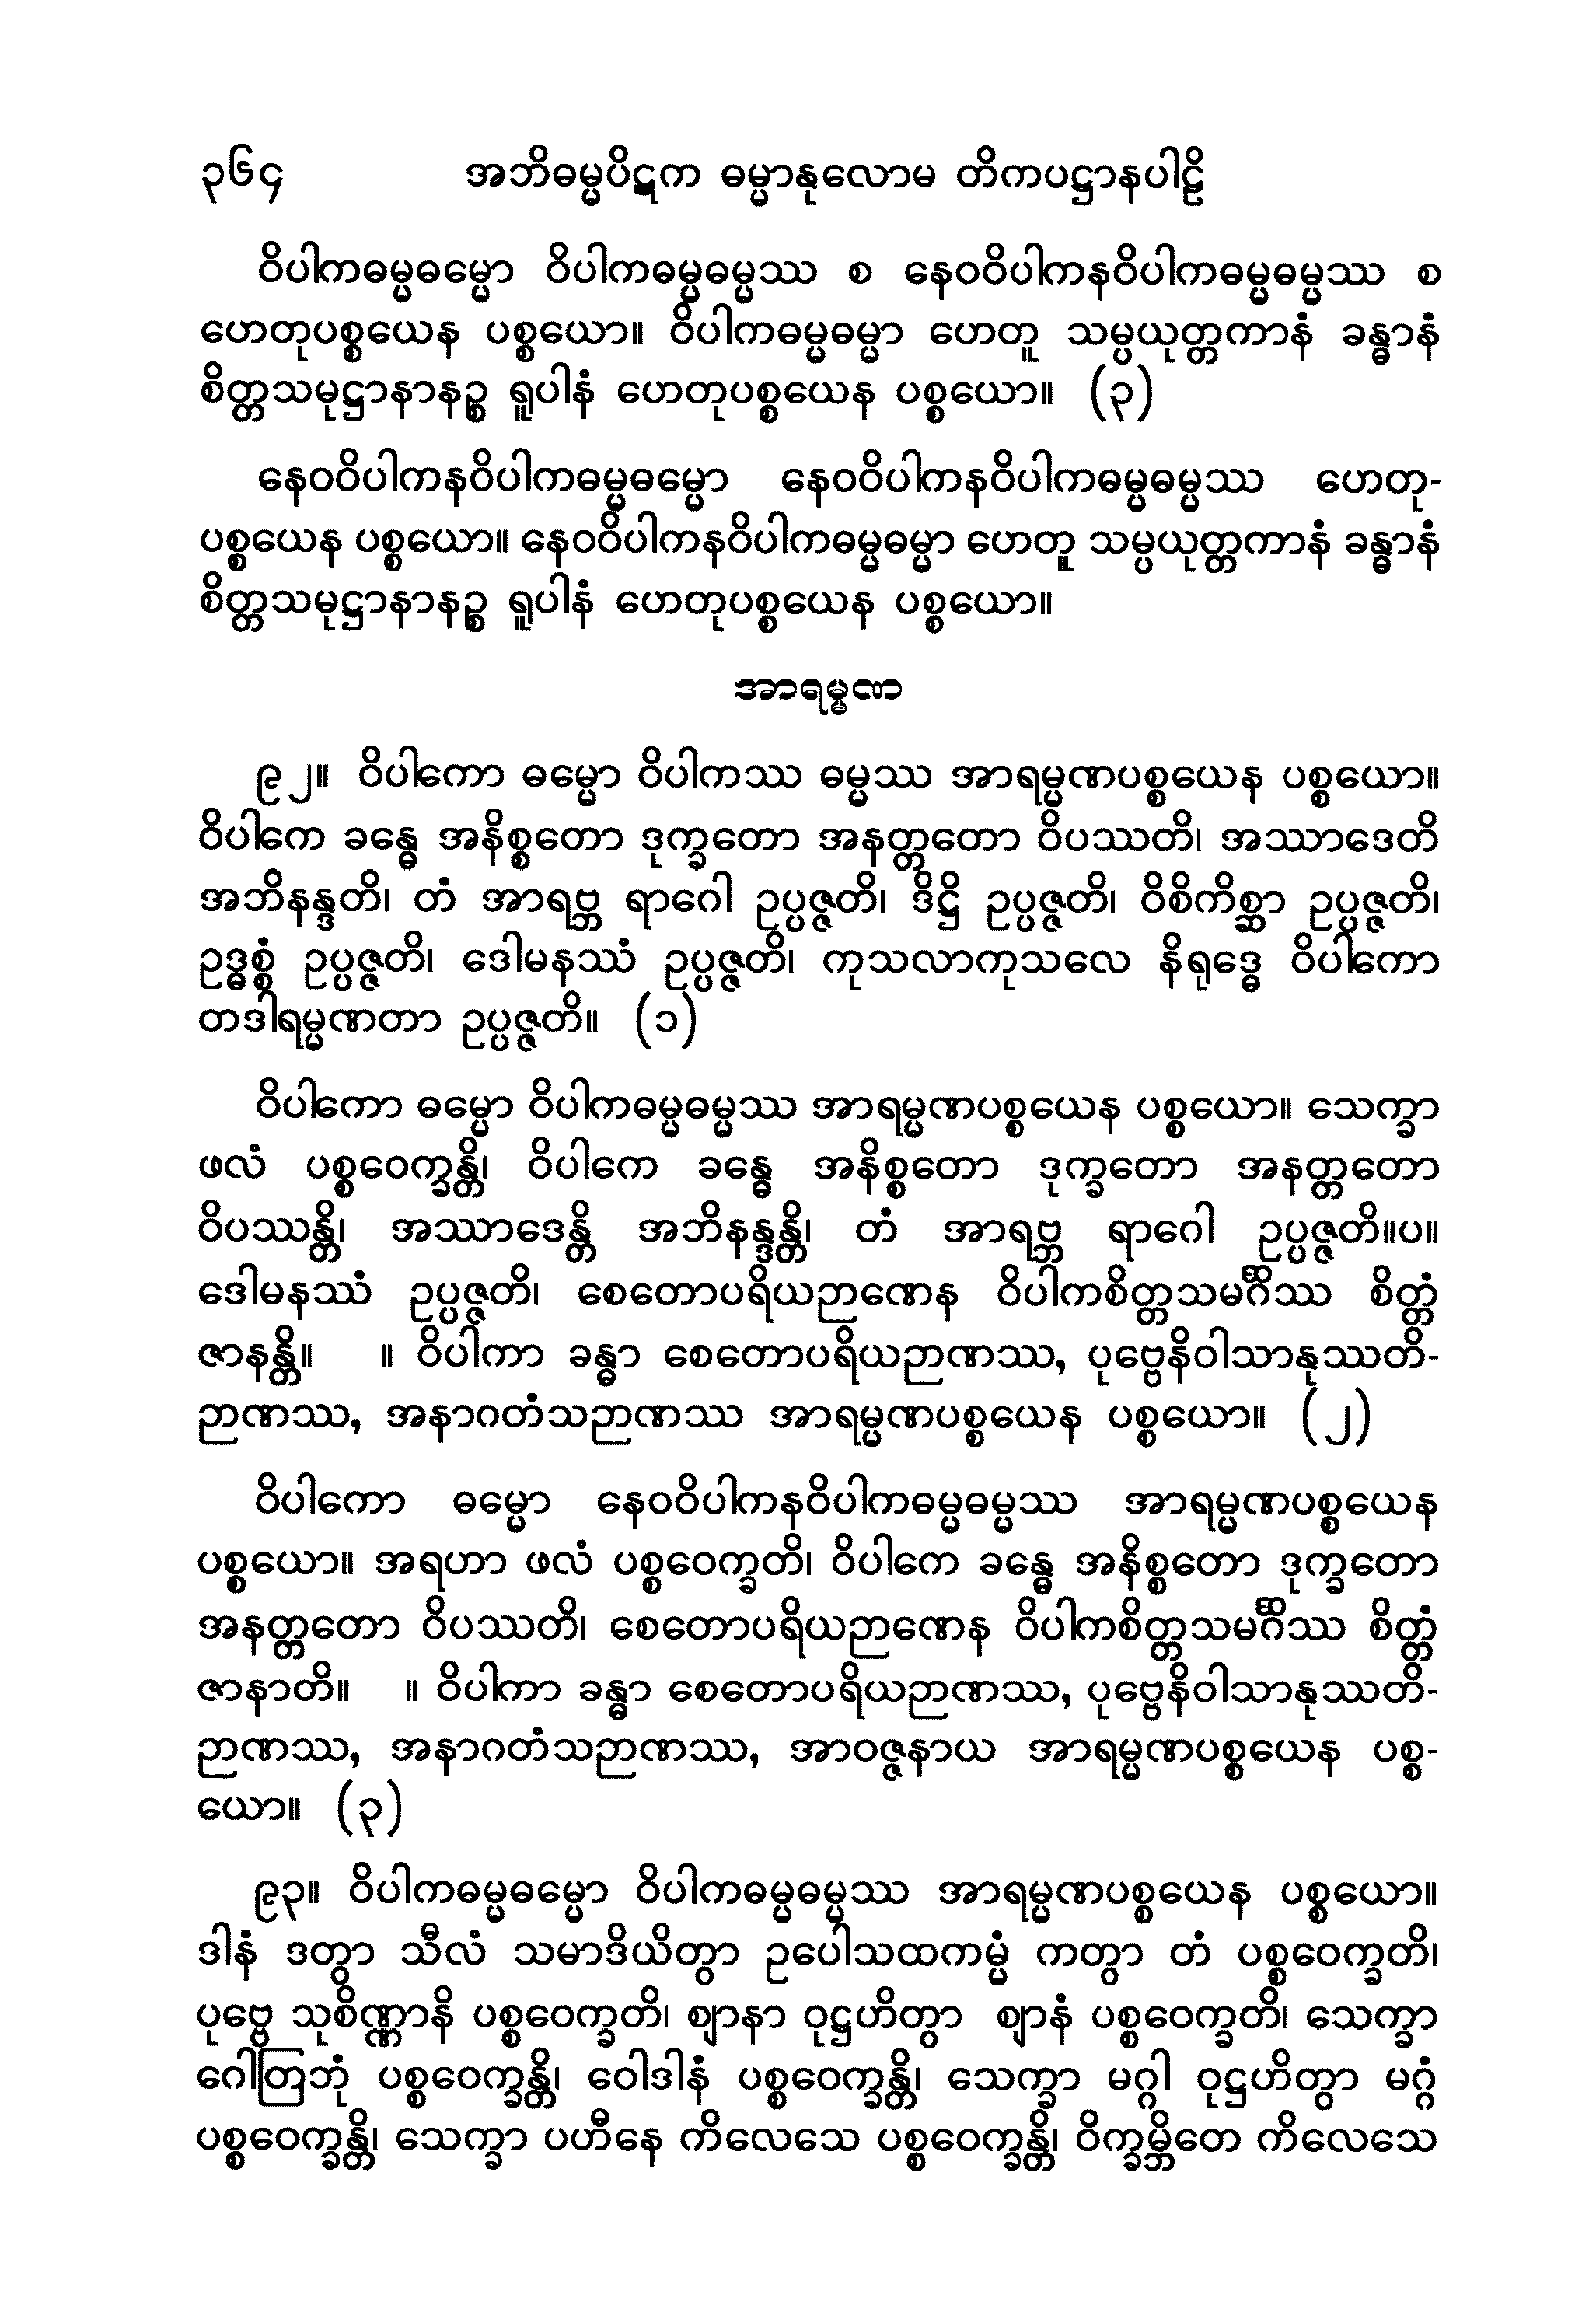 ၃၆၄ အဘိဓမ္မပိဋက ဓမ္မာနုလောမ တိကပဋ္ဌာနပါဠိ
ဝိပါကဓမ္မဓမ္မော ဝိပါကဓမ္မဓမ္မဿ စ နေဝဝိပါကနဝိပါကဓမ္မဓမ္မဿ စ
ဟေတုပစ္စယေန ပစ္စယော။ ဝိပါကဓမ္မဓမ္မာ ဟေတူ သမ္ပယုတ္တကာနံ ခန္ဓာနံ
စိတ္တသမုဋ္ဌာနာနဉ္စ ရူပါနံ ဟေတုပစ္စယေန ပစ္စယော။ (၃)
နေဝဝိပါကနဝိပါကဓမ္မဓမ္မော နေဝဝိပါကနဝိပါကဓမ္မဓမ္မဿ ဟေတု-
ပစ္စယေန ပစ္စယော။ နေဝဝိပါကနဝိပါကဓမ္မဓမ္မာ ဟေတူ သမ္ပယုတ္တကာနံ ခန္ဓာနံ
စိတ္တသမုဋ္ဌာနာနဉ္စ ရူပါနံ ဟေတုပစ္စယေန ပစ္စယော။
အာရမ္မဏ
၉၂။ ဝိပါကော ဓမ္မော ဝိပါကဿ ဓမ္မဿ အာရမ္မဏပစ္စယေန ပစ္စယော။
ဝိပါကေ ခန္ဓေ အနိစ္စတော ဒုက္ခတော အနတ္တတော ဝိပဿတိ၊ အဿာဒေတိ
အဘိနန္ဒတိ၊ တံ အာရဗ္ဘ ရာဂေါ ဥပ္ပဇ္ဇတိ၊ ဒိဋ္ဌိ ဥပ္ပဇ္ဇတိ၊ ဝိစိကိစ္ဆာ ဥပ္ပဇ္ဇတိ၊
ဥဒ္ဓစ္စံ ဥပ္ပဇ္ဇတိ၊ ဒေါမနဿံ ဥပ္ပဇ္ဇတိ၊ ကုသလာကုသလေ နိရုဒ္ဓေ ဝိပါကော
တဒါရမ္မဏတာ ဥပ္ပဇ္ဇတိ။ (၁)
ဝိပါကော ဓမ္မော ဝိပါကဓမ္မဓမ္မဿ အာရမ္မဏပစ္စယေန ပစ္စယော။ သေက္ခာ
ဖလံ ပစ္စဝေက္ခန္တိ၊ ဝိပါကေ ခန္ဓေ အနိစ္စတော ဒုက္ခတော အနတ္တတော
ဝိပဿန္တိ၊ အဿာဒေန္တိ အဘိနန္ဒန္တိ၊ တံ အာရဗ္ဘ ရာဂေါ ဥပ္ပဇ္ဇတိ။ပ။
ဒေါမနဿံ ဥပ္ပဇ္ဇတိ၊ စေတောပရိယဉာဏေန ဝိပါကစိတ္တသမင်္ဂိဿ စိတ္တံ
ဇာနန္တိ။ ။ ဝိပါကာ ခန္ဓာ စေတောပရိယဉာဏဿ, ပုဗ္ဗေနိဝါသာနုဿတိ-
ဉာဏဿ, အနာဂတံသဉာဏဿ အာရမ္မဏပစ္စယေန ပစ္စယော။ (၂)
ဝိပါကော ဓမ္မော နေဝဝိပါကနဝိပါကဓမ္မဓမ္မဿ အာရမ္မဏပစ္စယေန
ပစ္စယော။ အရဟာ ဖလံ ပစ္စဝေက္ခတိ၊ ဝိပါကေ ခန္ဓေ အနိစ္စတော ဒုက္ခတော
အနတ္တတော ဝိပဿတိ၊ စေတောပရိယဉာဏေန ဝိပါကစိတ္တသမင်္ဂိဿ စိတ္တံ
ဇာနာတိ။ ။ ဝိပါကာ ခန္ဓာ စေတောပရိယဉာဏဿ, ပုဗ္ဗေနိဝါသာနုဿတိ-
ဉာဏဿ, အနာဂတံသဉာဏဿ, အာဝဇ္ဇနာယ အာရမ္မဏပစ္စယေန ပစ္စ-
ယော။ (၃)
၉၃။ ဝိပါကဓမ္မဓမ္မော ဝိပါကဓမ္မဓမ္မဿ အာရမ္မဏပစ္စယေန ပစ္စယော။
ဒါနံ ဒတွာ သီလံ သမာဒိယိတွာ ဥပေါသထကမ္မံ ကတွာ တံ ပစ္စဝေက္ခတိ၊
ပုဗ္ဗေ သုစိဏ္ဏာနိ ပစ္စဝေက္ခတိ၊ ဈာနာ ဝုဋ္ဌဟိတွာ ဈာနံ ပစ္စဝေက္ခတိ၊ သေက္ခာ
ဂေါတြဘုံ ပစ္စဝေက္ခန္တိ၊ ဝေါဒါနံ ပစ္စဝေက္ခန္တိ၊ သေက္ခာ မဂ္ဂါ ဝုဋ္ဌဟိတွာ မဂ္ဂံ
ပစ္စဝေက္ခန္တိ၊ သေက္ခာ ပဟီနေ ကိလေသေ ပစ္စဝေက္ခန္တိ၊ ဝိက္ခမ္ဘိတေ ကိလေသေ